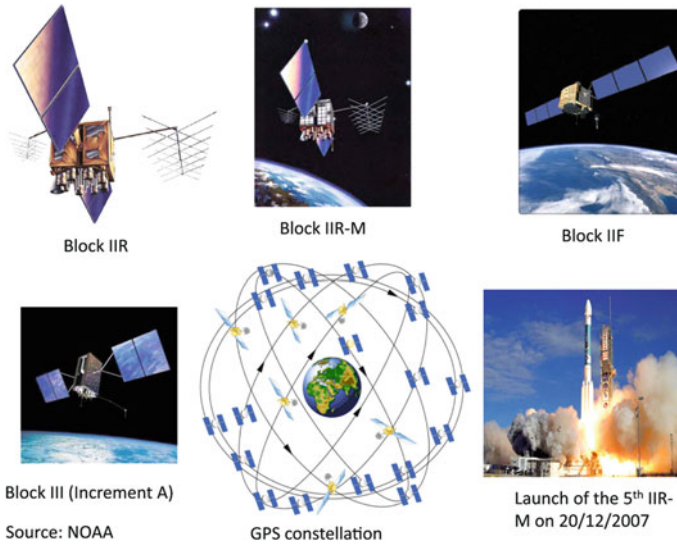 Block IIR
Block IIR-M
Block IIF
Block III (Increment A)
Source: NOAA
GPS constellation
Launch of the 5th IIR-
M on 20/12/2007